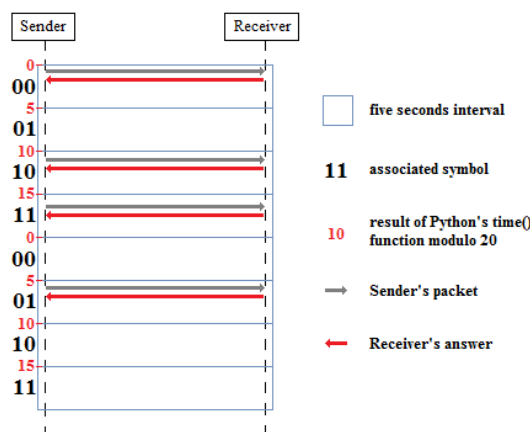 Sender Receiver
0
00
5
01
10
10
15
11
0
00
5
01
10
10
15
11
five seconds interval
11 associated symbol
10 result of Python's time()
function modulo 20
Sender's packet
Receiver's answer